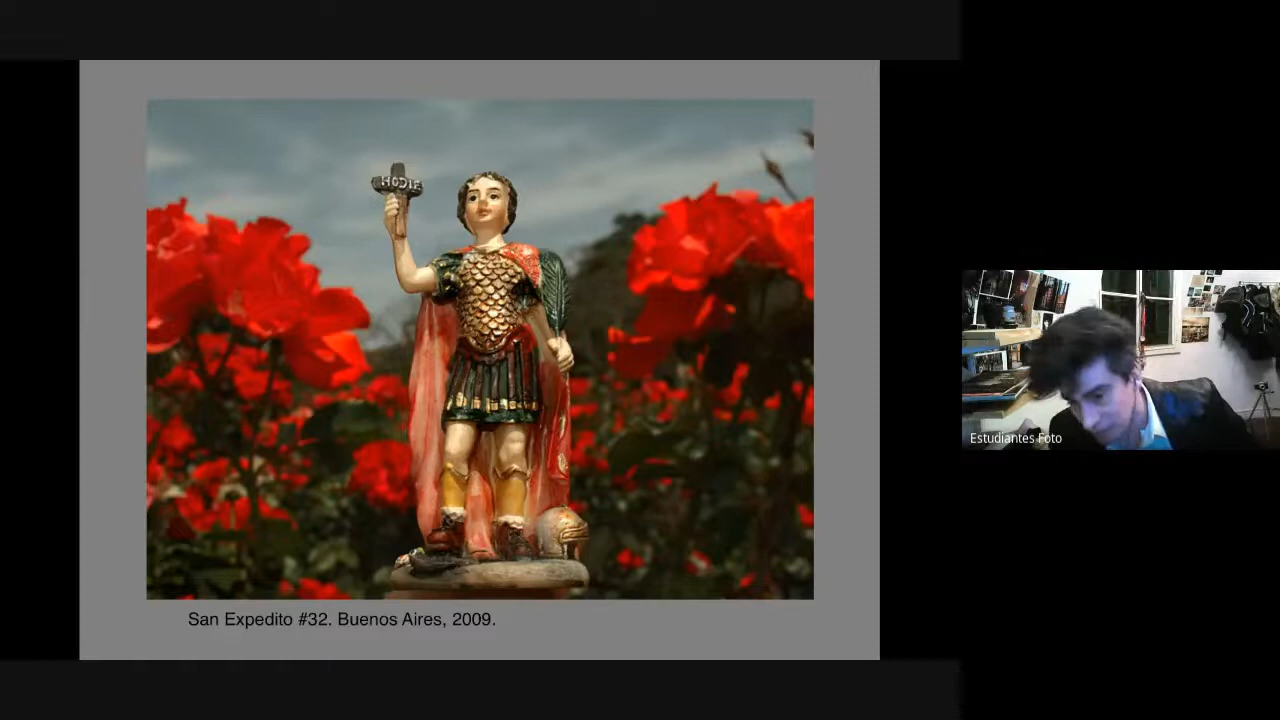 HODIE
San Expedito #32. Buenos Aires, 2009.
Estudiantes Foto